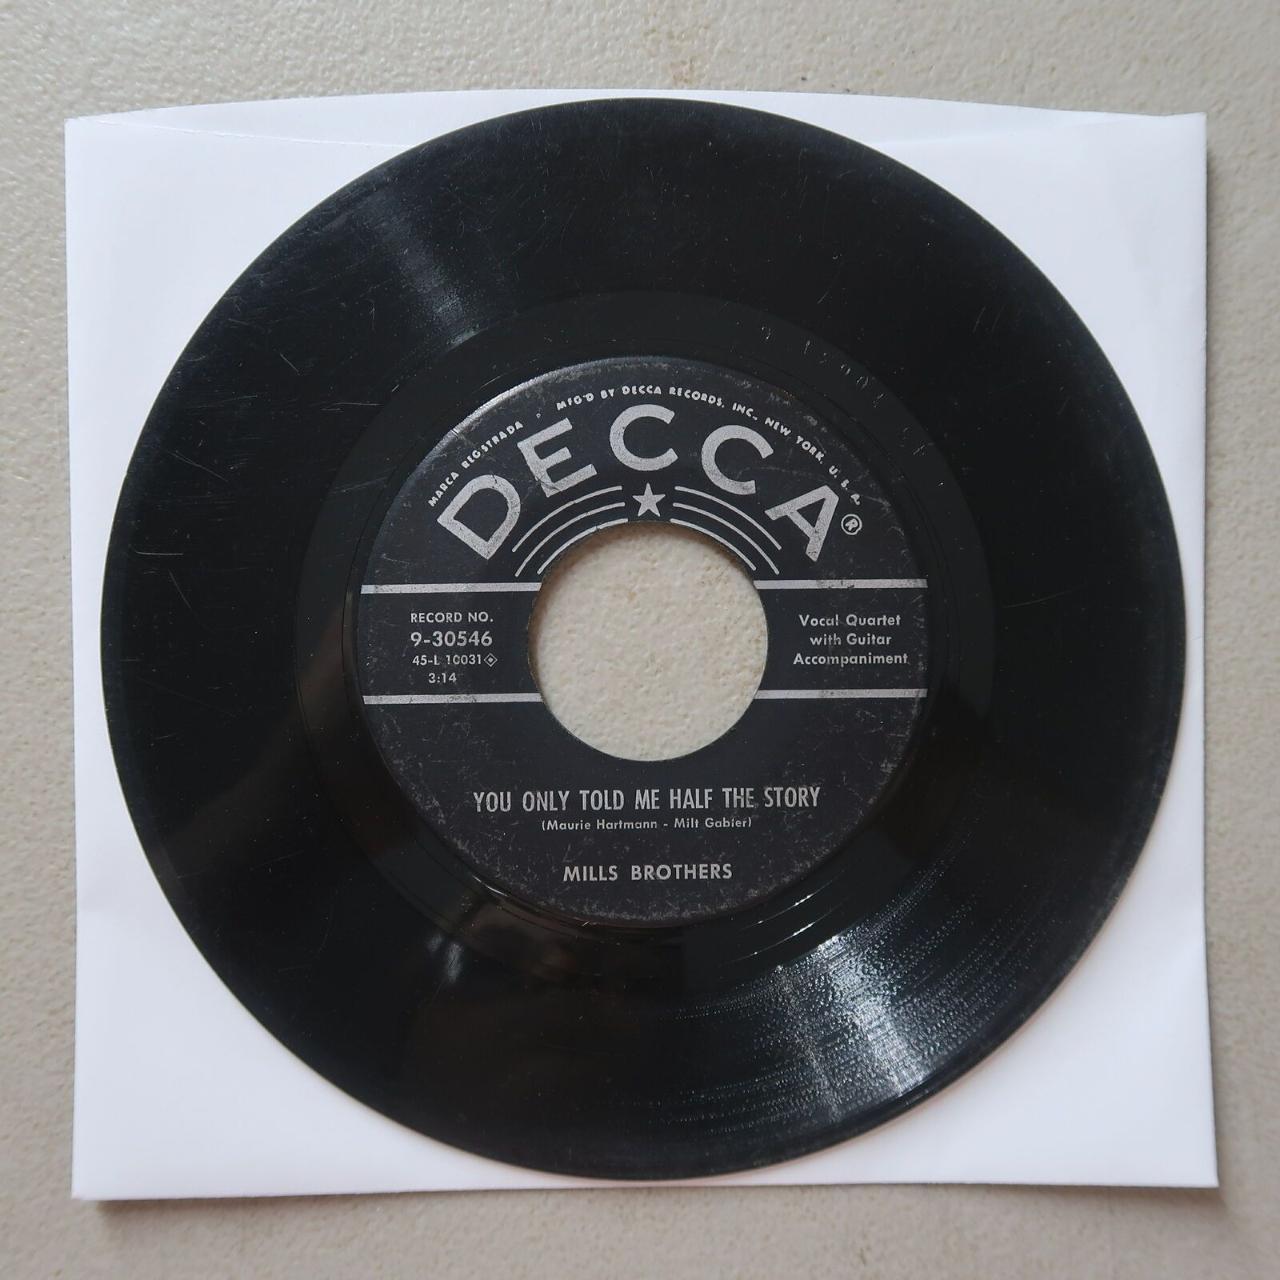 MARCA REGSTRADA . MFG'D BY DECCA RECORDS, INC., NEW YORK, U. S. A.
DECCA®
RECORD NO.
9-30546
45-L 10031
3:14
Vocal Quartet
with Guitar
Accompaniment
YOU ONLY TOLD ME HALF THE STORY
(Maurie Hartmann - Milt Gabler)
MILLS BROTHERS